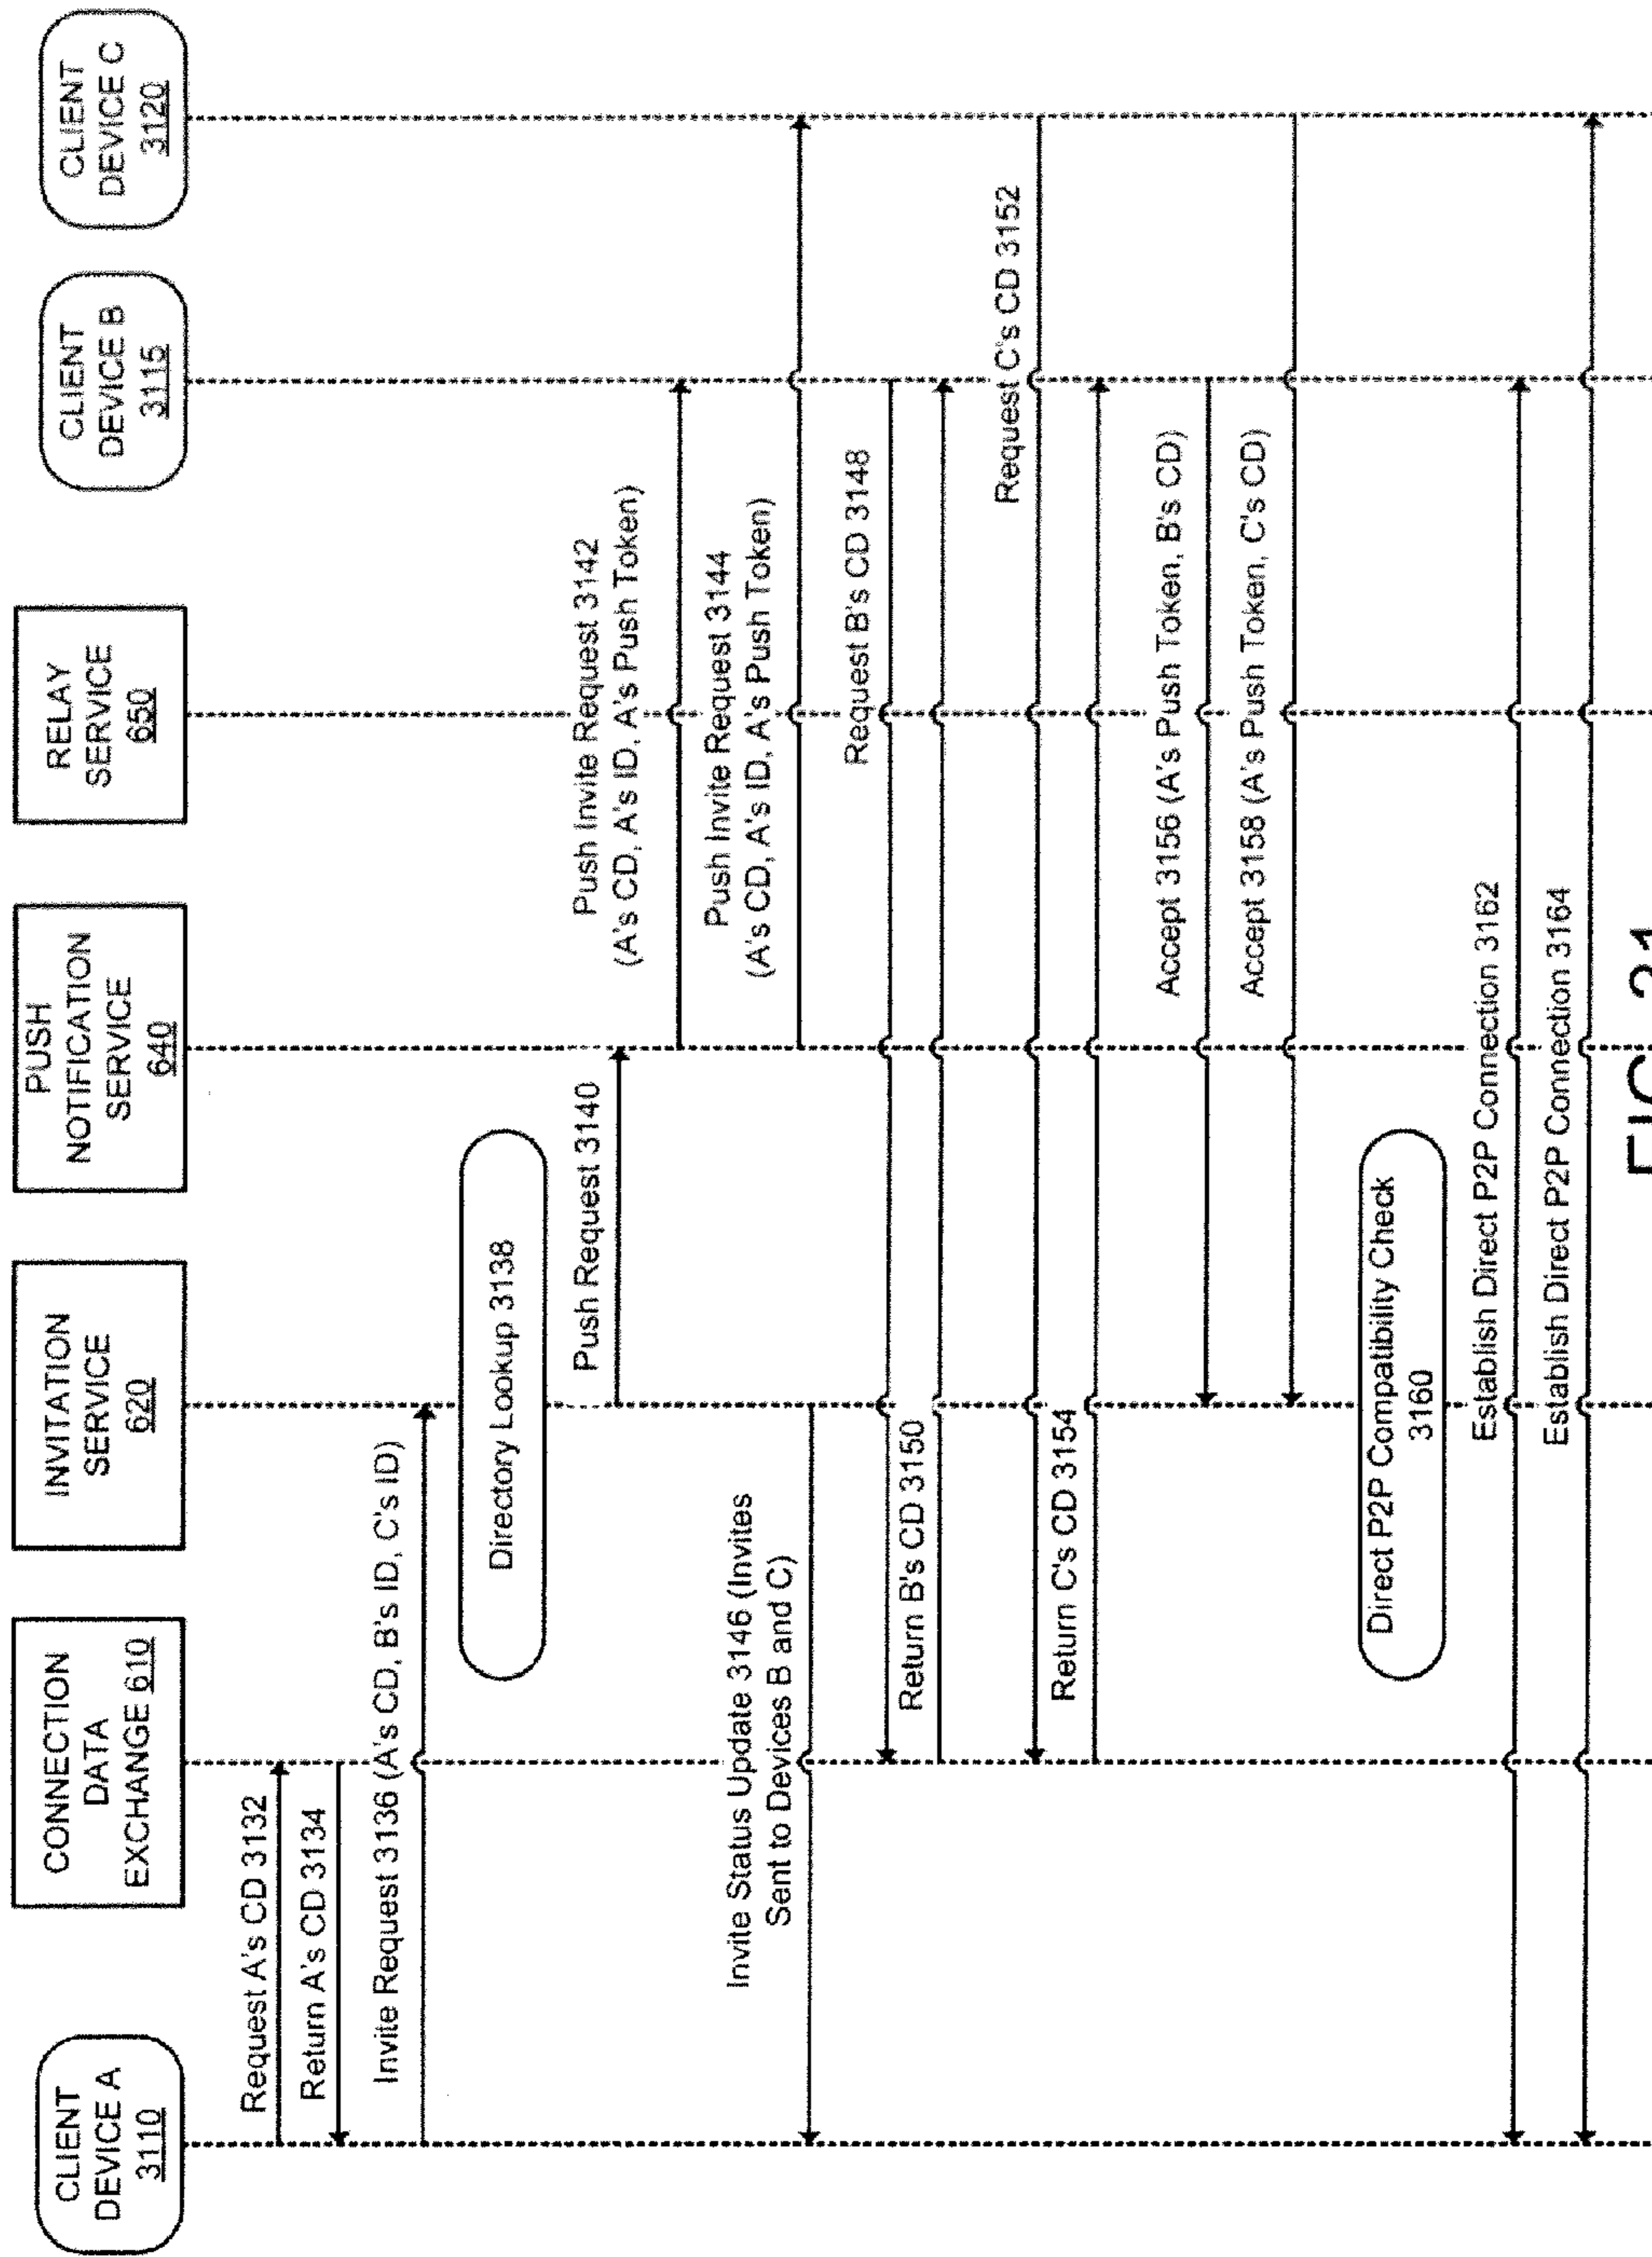 CLIENT
DEVICE A
3110
CONNECTION
DATA
EXCHANGE 610
INVITATION
SERVICE
620
PUSH
NOTIFICATION
SERVICE
640
RELAY
SERVICE
650
CLIENT
DEVICE B
3115
CLIENT
DEVICE C
3120
Request A's CD 3132
Return A's CD 3134
Invite Request 3136 (A's CD, B's ID, C's ID)
Directory Lookup 3138
Push Request 3140
Push Invite Request 3142
(A's CD, A's ID, A's Push Token)
Push Invite Request 3144
(A's CD, A's ID, A's Push Token)
Invite Status Update 3146 (Invites
Sent to Devices B and C)
Request B's CD 3148
Return B's CD 3150
Request C's CD 3152
Return C's CD 3154
Accept 3156 (A's Push Token, B's CD)
Accept 3158 (A's Push Token, C's CD)
Direct P2P Compatibility Check
3160
Establish Direct P2P Connection 3162
Establish Direct P2P Connection 3164
FIG. 31